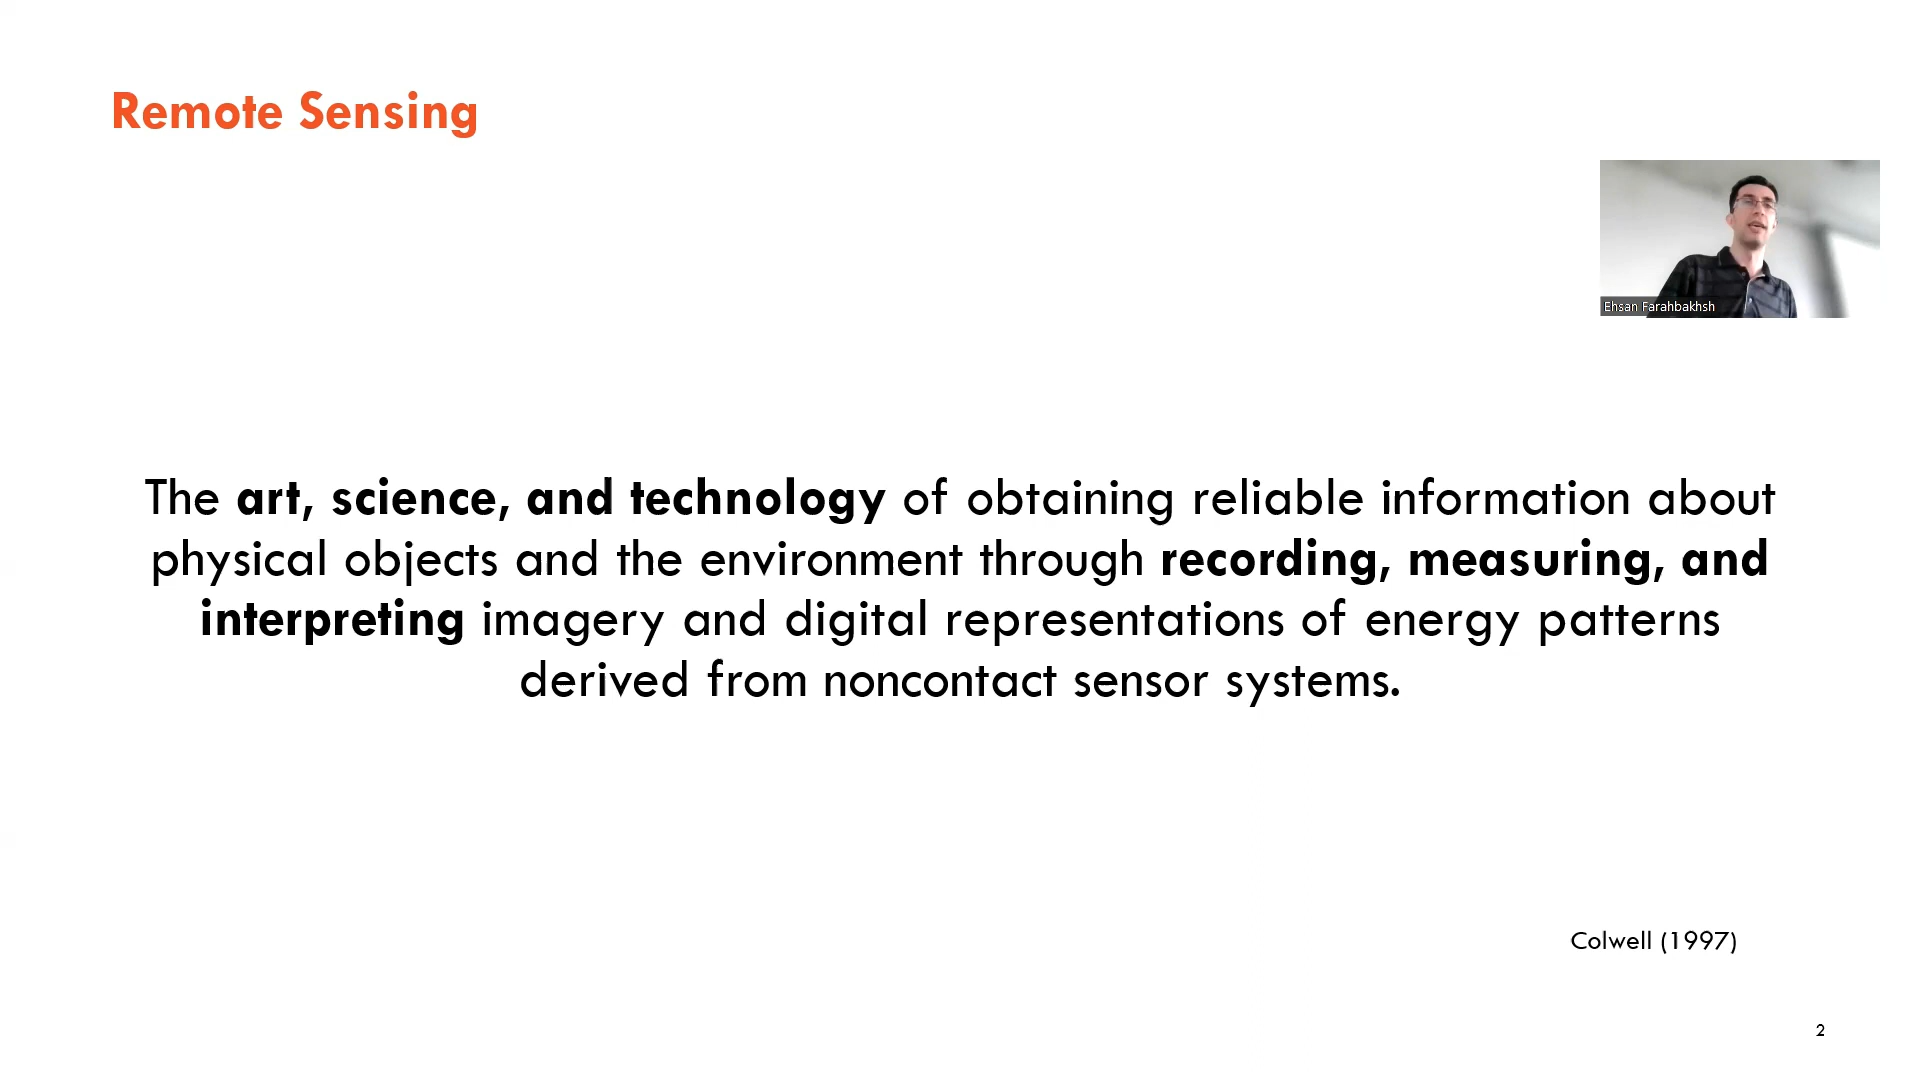 Remote Sensing
Ehsan Farahbakhsh
The art, science, and technology of obtaining reliable information about
physical objects and the environment through recording, measuring, and
interpreting imagery and digital representations of energy patterns
derived from noncontact sensor systems.
Colwell (1997)
2